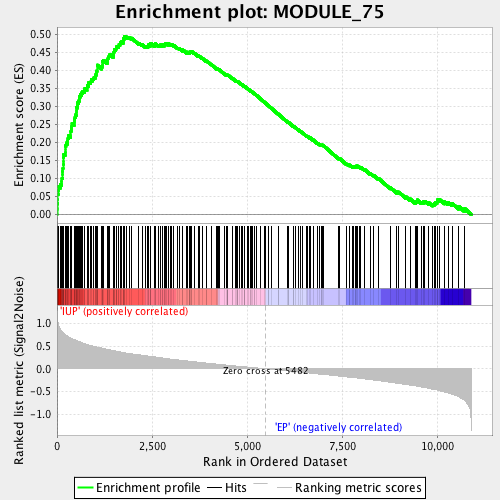 Enrichment plot: MODULE_75
Enrichment score (ES)
0.50
0.45
0.40
0.35
0.30
0.25
0.20
0.15
0.10
0.05
0.00
Ranked list metric (Signal2Noise)
1.0
0.5
0.0
-0.5
-1.0
'IUP' (positively correlated)
Zero cross at 5482
'EP' (negatively correlated)
0
2,500
5,000
7,500
10,000
Rank in Ordered Dataset
Enrichment profile
Hits
Ranking metric scores